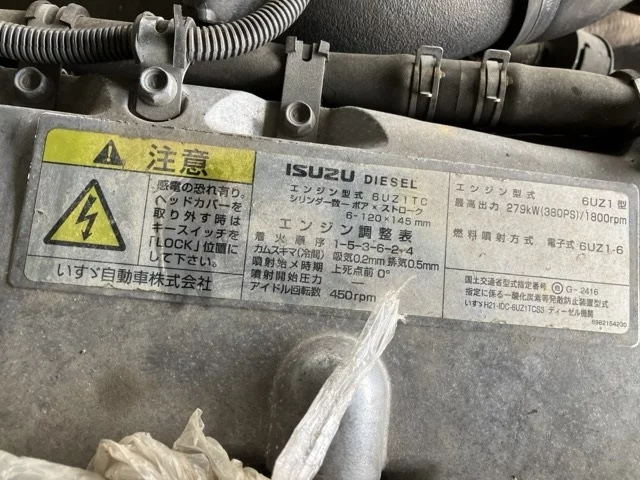 注意
感電の恐れ有り。
ヘッドカバーを
取り外す時は
キースイッチを
「LOCK」位置に
して下さい。
いすゞ自動車株式会社
ISUZU DIESEL
エンジン型式 6UZ1TC
シリンダ数－ボア×ストローク
6-120×145mm
エンジン調整表
着火順序 1-5-3-6-2-4
カムスキマ(冷間) 吸気0.2mm 排気0.5mm
噴射始メ時期 上死点前0°
噴射開始圧力 —
アイドル回転数 450rpm
エンジン型式 6UZ1型
最高出力 279kW(380PS)/1800rpm
燃料噴射方式 電子式 6UZ1-6
国土交通省型式指定番号 G-2416
指定に係る一酸化炭素等発散防止装置型式
いすゞH21-IDC-6UZ1TCS3 ディーゼル機関
8982154200